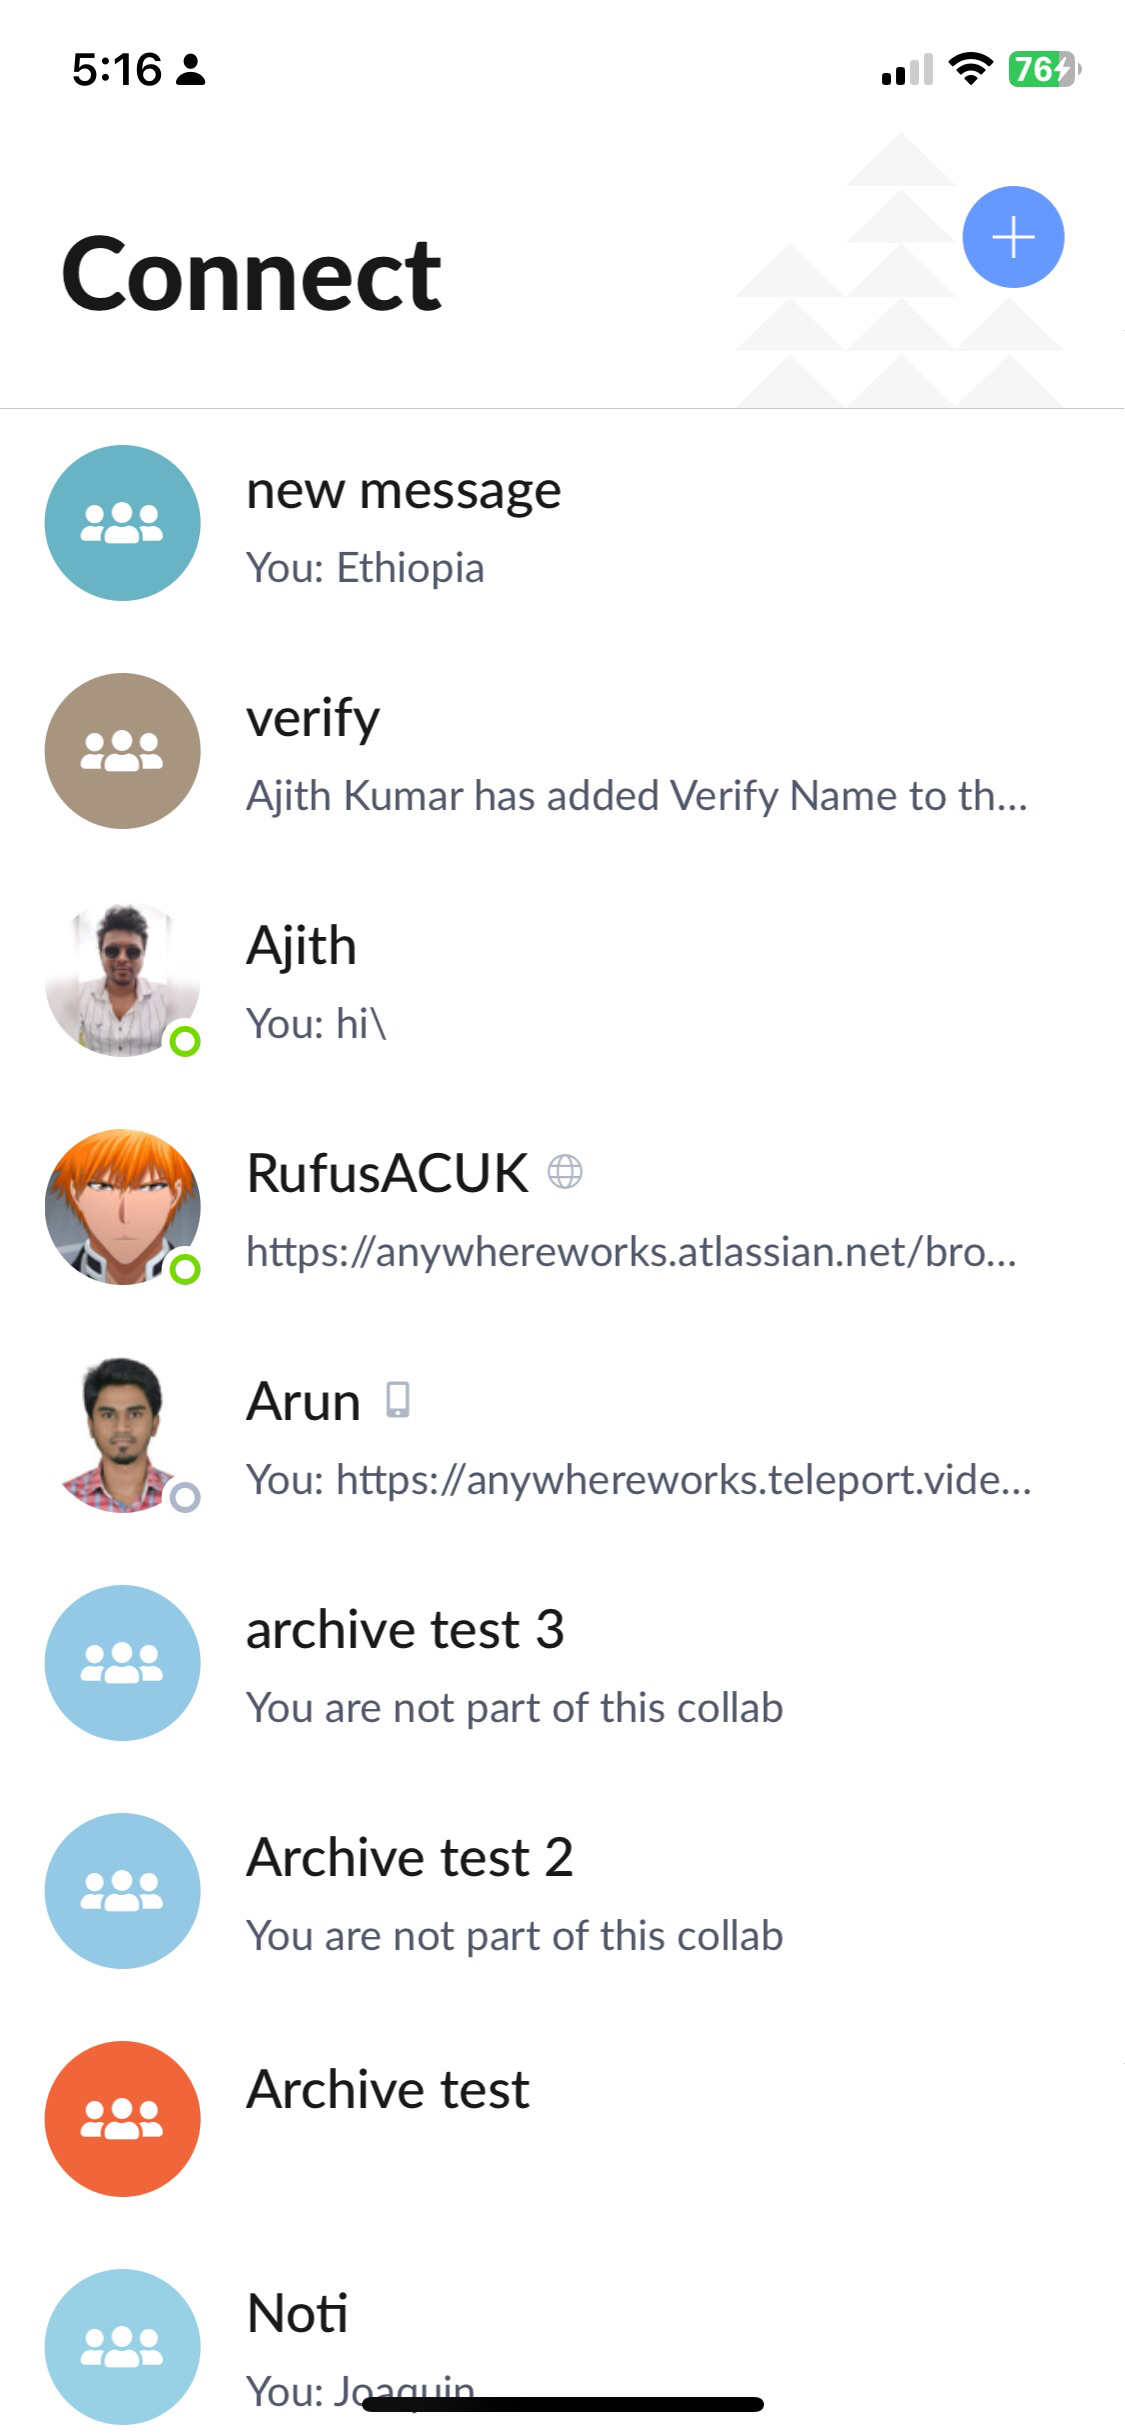 5:16
76
Connect
new message
You: Ethiopia
verify
Ajith Kumar has added Verify Name to th...
Ajith
You: hi\
RufusACUK
https://anywhereworks.atlassian.net/bro...
Arun
You: https://anywhereworks.teleport.vide...
archive test 3
You are not part of this collab
Archive test 2
You are not part of this collab
Archive test
Noti
You: Joaquin